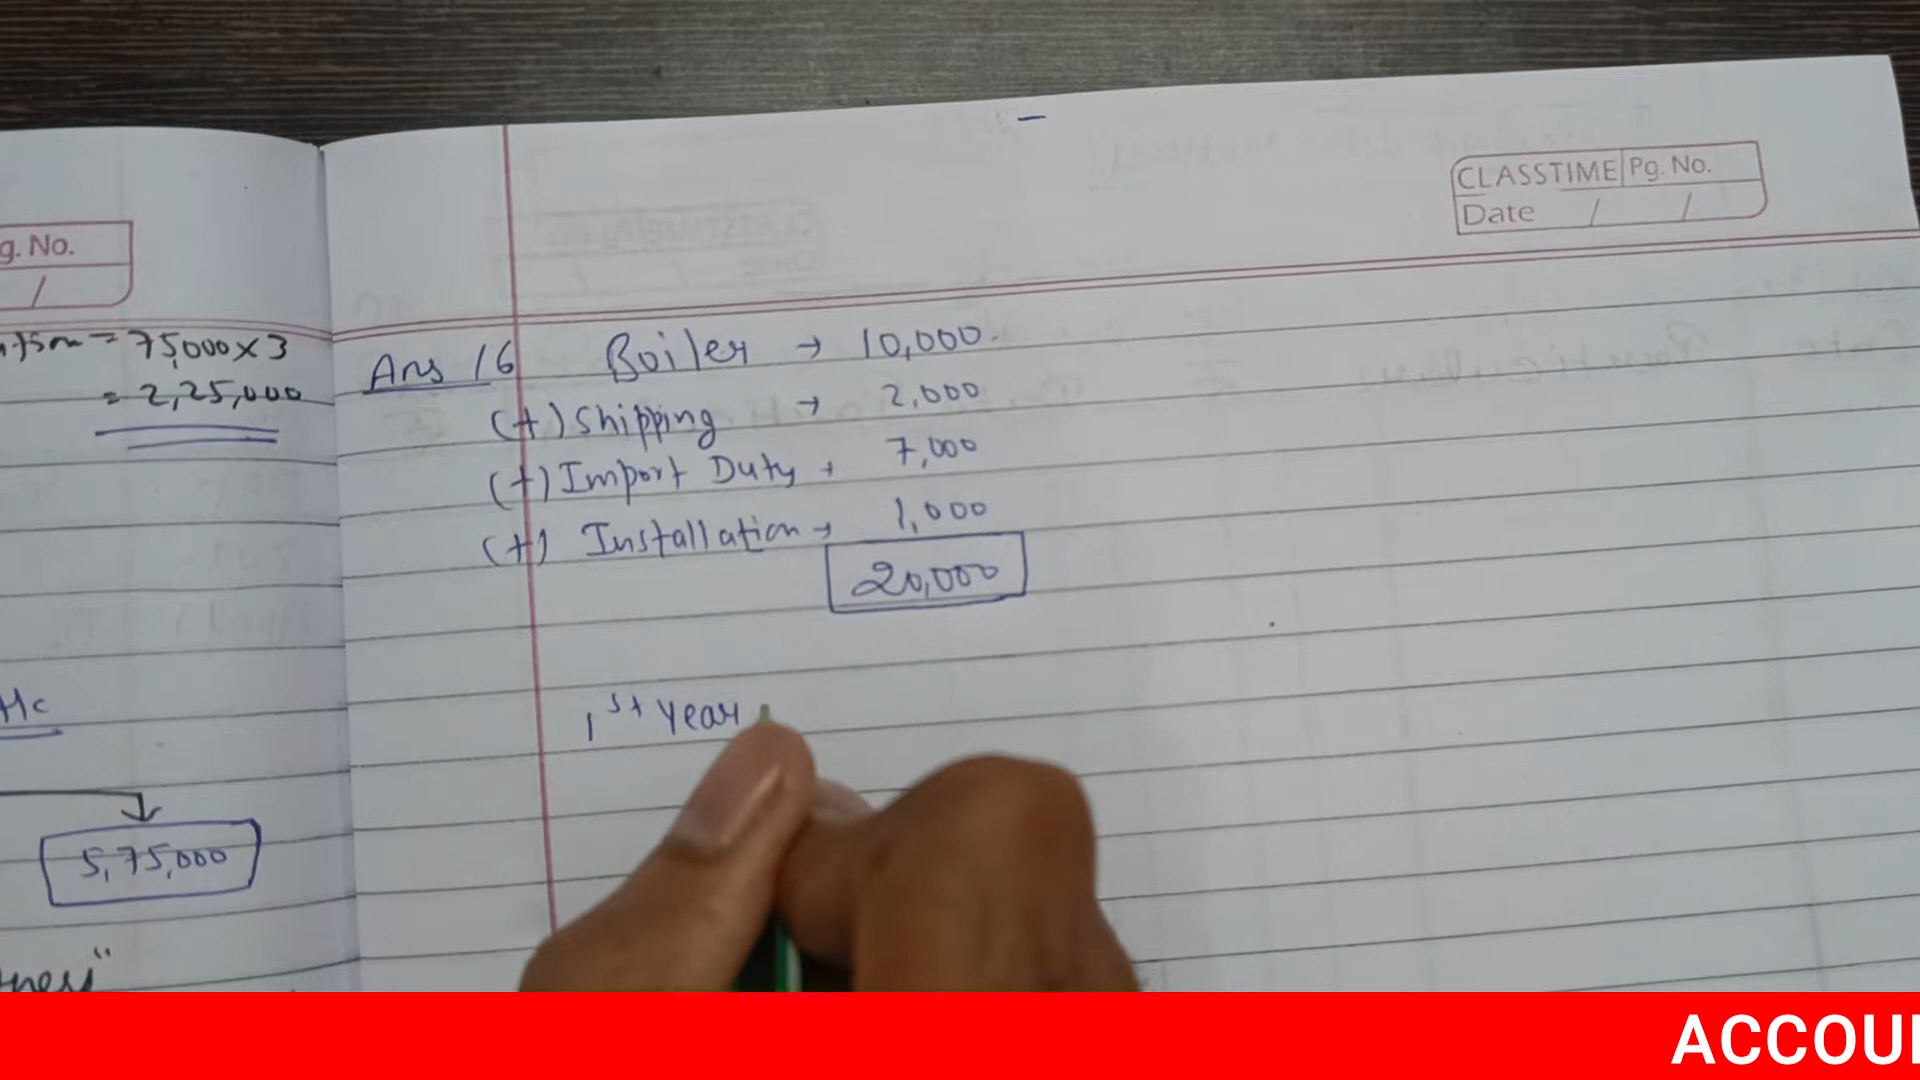 g. No.
/
= 75,000 x 3
= 2,25,000
5,75,000
CLASSTIME Pg. No.
Date / /
Ans 16 Boiler → 10,000
(+) Shipping → 2,000
(+) Import Duty → 7,000
(+) Installation → 1,000
20,000
1st Year
ACCOU